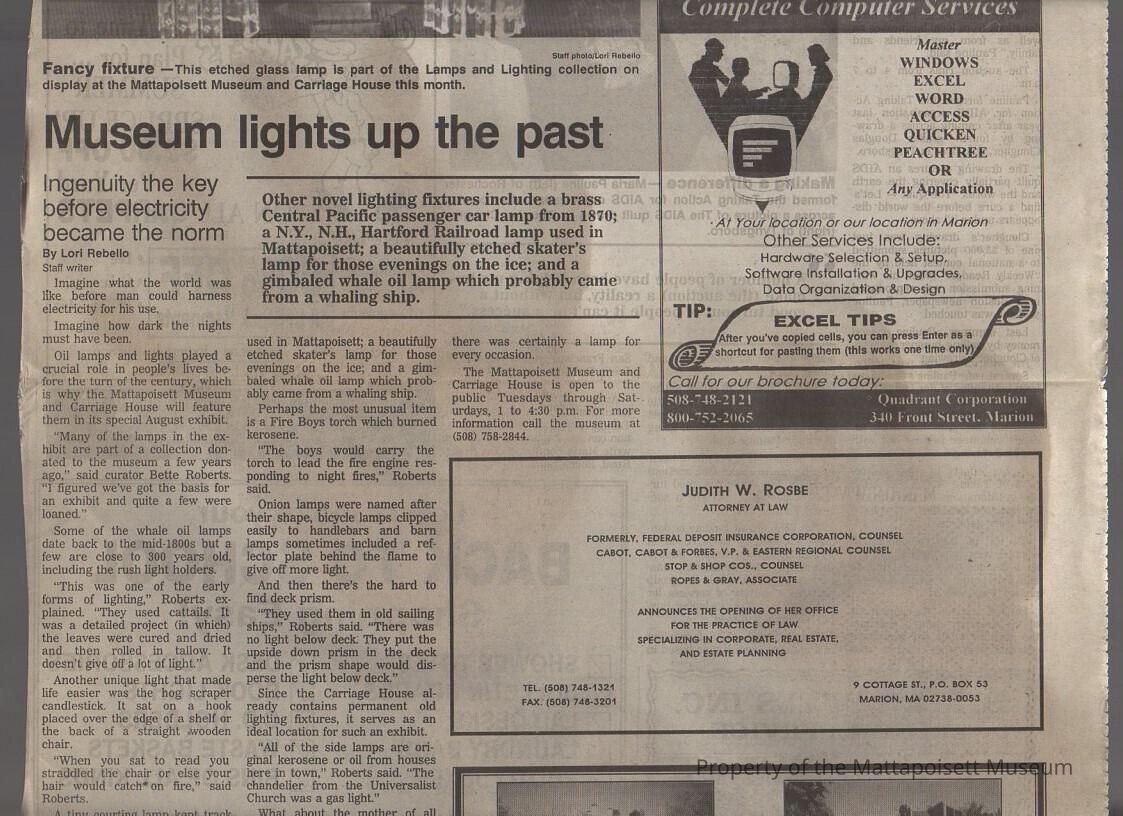 Staff photo/Lori Rebello
Fancy fixture —This etched glass lamp is part of the Lamps and Lighting collection on
display at the Mattapoisett Museum and Carriage House this month.
Museum lights up the past
Ingenuity the key
before electricity
became the norm
By Lori Rebello
Staff writer
Imagine what the world was
like before man could harness
electricity for his use.
Imagine how dark the nights
must have been.
Oil lamps and lights played a
crucial role in people's lives be-
fore the turn of the century, which
is why the Mattapoisett Museum
and Carriage House will feature
them in its special August exhibit.
"Many of the lamps in the ex-
hibit are part of a collection don-
ated to the museum a few years
ago," said curator Bette Roberts.
"I figured we've got the basis for
an exhibit and quite a few were
loaned."
Some of the whale oil lamps
date back to the mid-1800s but a
few are close to 300 years old,
including the rush light holders.
"This was one of the early
forms of lighting," Roberts ex-
plained. "They used cattails. It
was a detailed project (in which)
the leaves were cured and dried
and then rolled in tallow. It
doesn't give off a lot of light."
Another unique light that made
life easier was the hog scraper
candlestick. It sat on a hook
placed over the edge of a shelf or
the back of a straight wooden
chair.
"When you sat to read you
straddled the chair or else your
hair would catch on fire," said
Roberts.
A tiny courting lamp kept track
Other novel lighting fixtures include a brass
Central Pacific passenger car lamp from 1870;
a N.Y., N.H., Hartford Railroad lamp used in
Mattapoisett; a beautifully etched skater's
lamp for those evenings on the ice; and a
gimbaled whale oil lamp which probably came
from a whaling ship.
used in Mattapoisett; a beautifully
etched skater's lamp for those
evenings on the ice; and a gim-
baled whale oil lamp which prob-
ably came from a whaling ship.
Perhaps the most unusual item
is a Fire Boys torch which burned
kerosene.
"The boys would carry the
torch to lead the fire engine res-
ponding to night fires," Roberts
said.
Onion lamps were named after
their shape, bicycle lamps clipped
easily to handlebars and barn
lamps sometimes included a ref-
lector plate behind the flame to
give off more light.
And then there's the hard to
find deck prism.
"They used them in old sailing
ships," Roberts said. "There was
no light below deck. They put the
upside down prism in the deck
and the prism shape would dis-
perse the light below deck."
Since the Carriage House al-
ready contains permanent old
lighting fixtures, it serves as an
ideal location for such an exhibit.
"All of the side lamps are ori-
ginal kerosene or oil from houses
here in town," Roberts said. "The
chandelier from the Universalist
Church was a gas light."
What about the mother of all
there was certainly a lamp for
every occasion.
The Mattapoisett Museum and
Carriage House is open to the
public Tuesdays through Sat-
urdays, 1 to 4:30 p.m. For more
information call the museum at
(508) 758-2844.
Complete Computer Services
Master
WINDOWS
EXCEL
WORD
ACCESS
QUICKEN
PEACHTREE
OR
Any Application
At Your location or our location in Marion
Other Services Include:
Hardware Selection & Setup,
Software Installation & Upgrades,
Data Organization & Design
TIP:
EXCEL TIPS
After you've copied cells, you can press Enter as a
shortcut for pasting them (this works one time only)
Call for our brochure today:
508-748-2121 Quadrant Corporation
800-752-2065 340 Front Street, Marion
JUDITH W. ROSBE
ATTORNEY AT LAW
FORMERLY, FEDERAL DEPOSIT INSURANCE CORPORATION, COUNSEL
CABOT, CABOT & FORBES, V.P. & EASTERN REGIONAL COUNSEL
STOP & SHOP COS., COUNSEL
ROPES & GRAY, ASSOCIATE
ANNOUNCES THE OPENING OF HER OFFICE
FOR THE PRACTICE OF LAW
SPECIALIZING IN CORPORATE, REAL ESTATE,
AND ESTATE PLANNING
TEL. (508) 748-1321
FAX. (508) 748-3201
9 COTTAGE ST., P.O. BOX 53
MARION, MA 02738-0053
Property of the Mattapoisett Museum